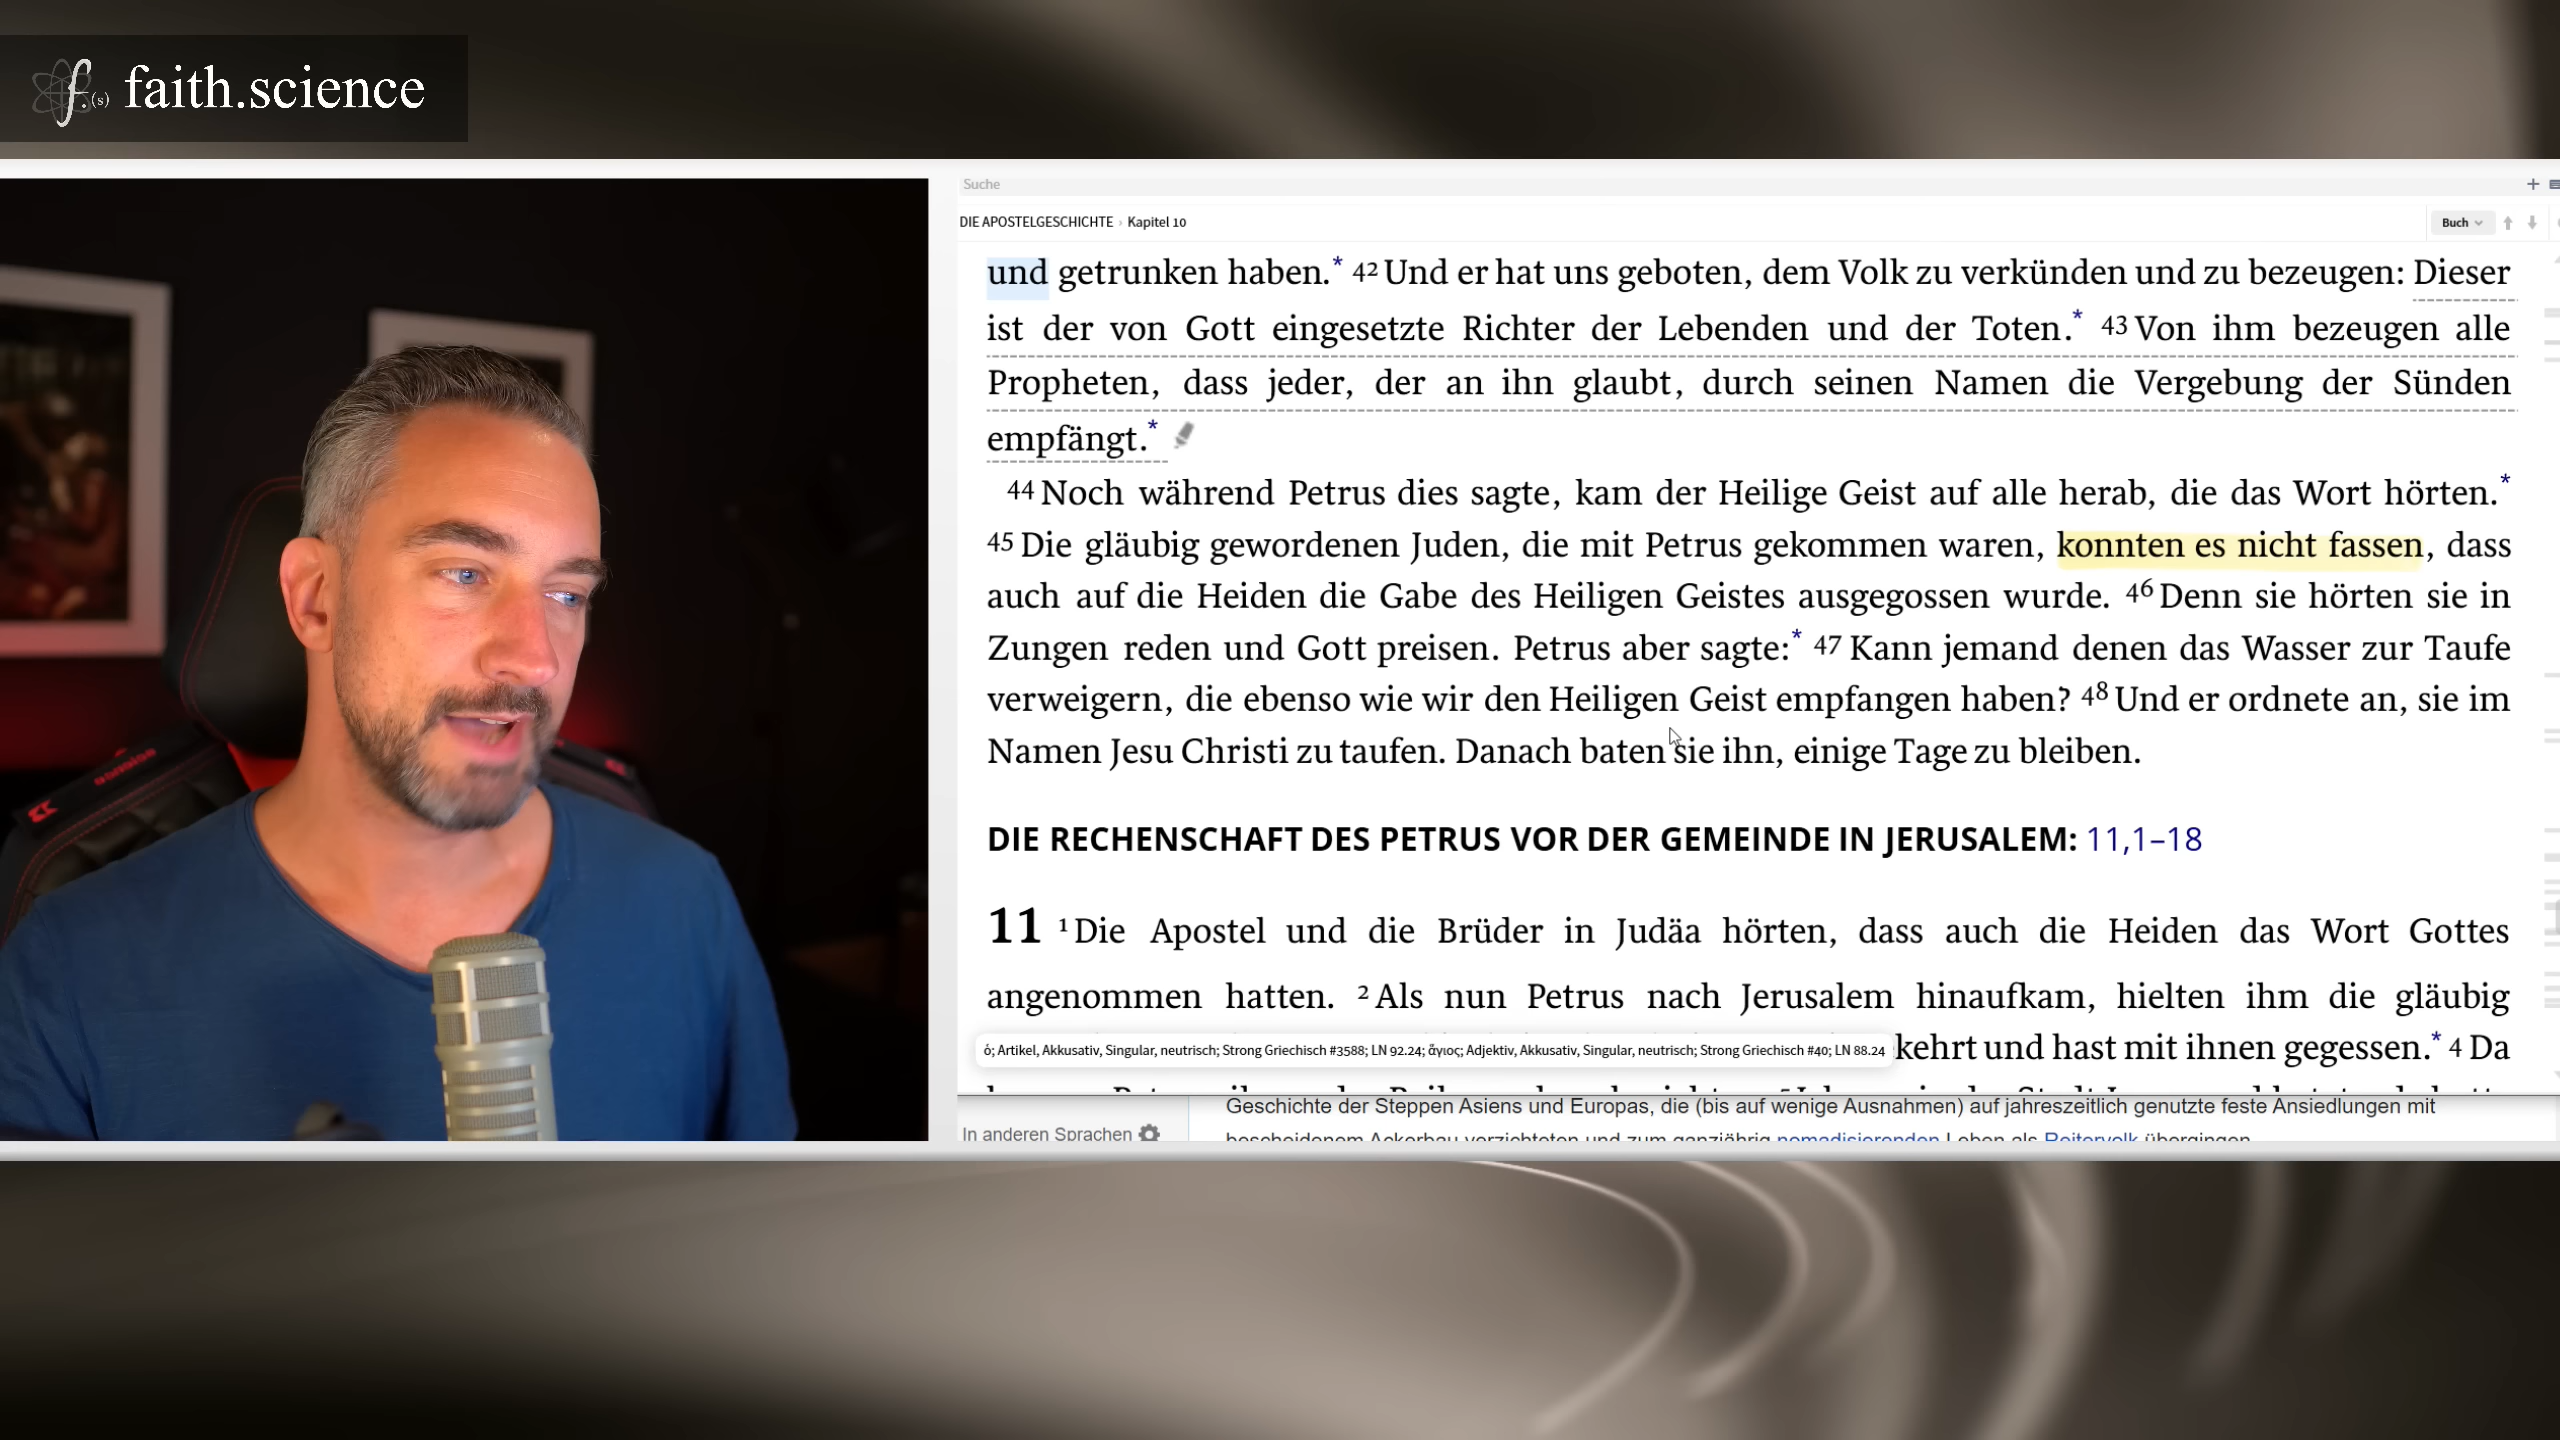 f.(s) faith.science
Suche
DIE APOSTELGESCHICHTE › Kapitel 10
Buch
und getrunken haben.* 42 Und er hat uns geboten, dem Volk zu verkünden und zu bezeugen: Dieser
ist der von Gott eingesetzte Richter der Lebenden und der Toten.* 43 Von ihm bezeugen alle
Propheten, dass jeder, der an ihn glaubt, durch seinen Namen die Vergebung der Sünden
empfängt.*
44 Noch während Petrus dies sagte, kam der Heilige Geist auf alle herab, die das Wort hörten.*
45 Die gläubig gewordenen Juden, die mit Petrus gekommen waren, konnten es nicht fassen, dass
auch auf die Heiden die Gabe des Heiligen Geistes ausgegossen wurde. 46 Denn sie hörten sie in
Zungen reden und Gott preisen. Petrus aber sagte:* 47 Kann jemand denen das Wasser zur Taufe
verweigern, die ebenso wie wir den Heiligen Geist empfangen haben? 48 Und er ordnete an, sie im
Namen Jesu Christi zu taufen. Danach baten sie ihn, einige Tage zu bleiben.
DIE RECHENSCHAFT DES PETRUS VOR DER GEMEINDE IN JERUSALEM: 11,1–18
11 1 Die Apostel und die Brüder in Judäa hörten, dass auch die Heiden das Wort Gottes
angenommen hatten. 2 Als nun Petrus nach Jerusalem hinaufkam, hielten ihm die gläubig
ὁ; Artikel, Akkusativ, Singular, neutrisch; Strong Griechisch #3588; LN 92.24; ἅγιος; Adjektiv, Akkusativ, Singular, neutrisch; Strong Griechisch #40; LN 88.24
kehrt und hast mit ihnen gegessen.* 4 Da
Geschichte der Steppen Asiens und Europas, die (bis auf wenige Ausnahmen) auf jahreszeitlich genutzte feste Ansiedlungen mit
In anderen Sprachen
bescheidenem Ackerbau verzichteten und zum ganzjährig nomadisierenden Leben als Reitervolk übergingen